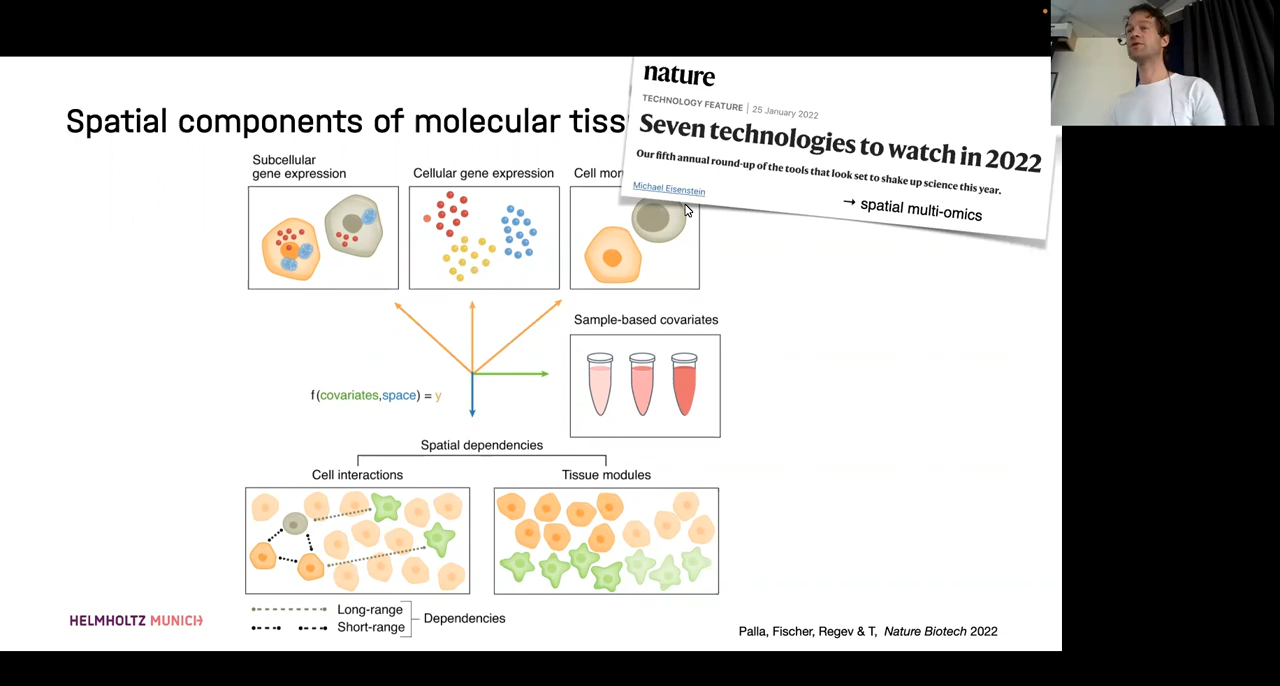 nature
TECHNOLOGY FEATURE | 25 January 2022
Seven technologies to watch in 2022
Our fifth annual round-up of the tools that look set to shake up science this year.
Michael Eisenstein
→ spatial multi-omics
Spatial components of molecular tiss
Subcellular
gene expression
Cellular gene expression
Cell mor
Sample-based covariates
f(covariates,space) = y
Spatial dependencies
Cell interactions
Tissue modules
Long-range
Short-range
Dependencies
HELMHOLTZ MUNICH
Palla, Fischer, Regev & T, Nature Biotech 2022